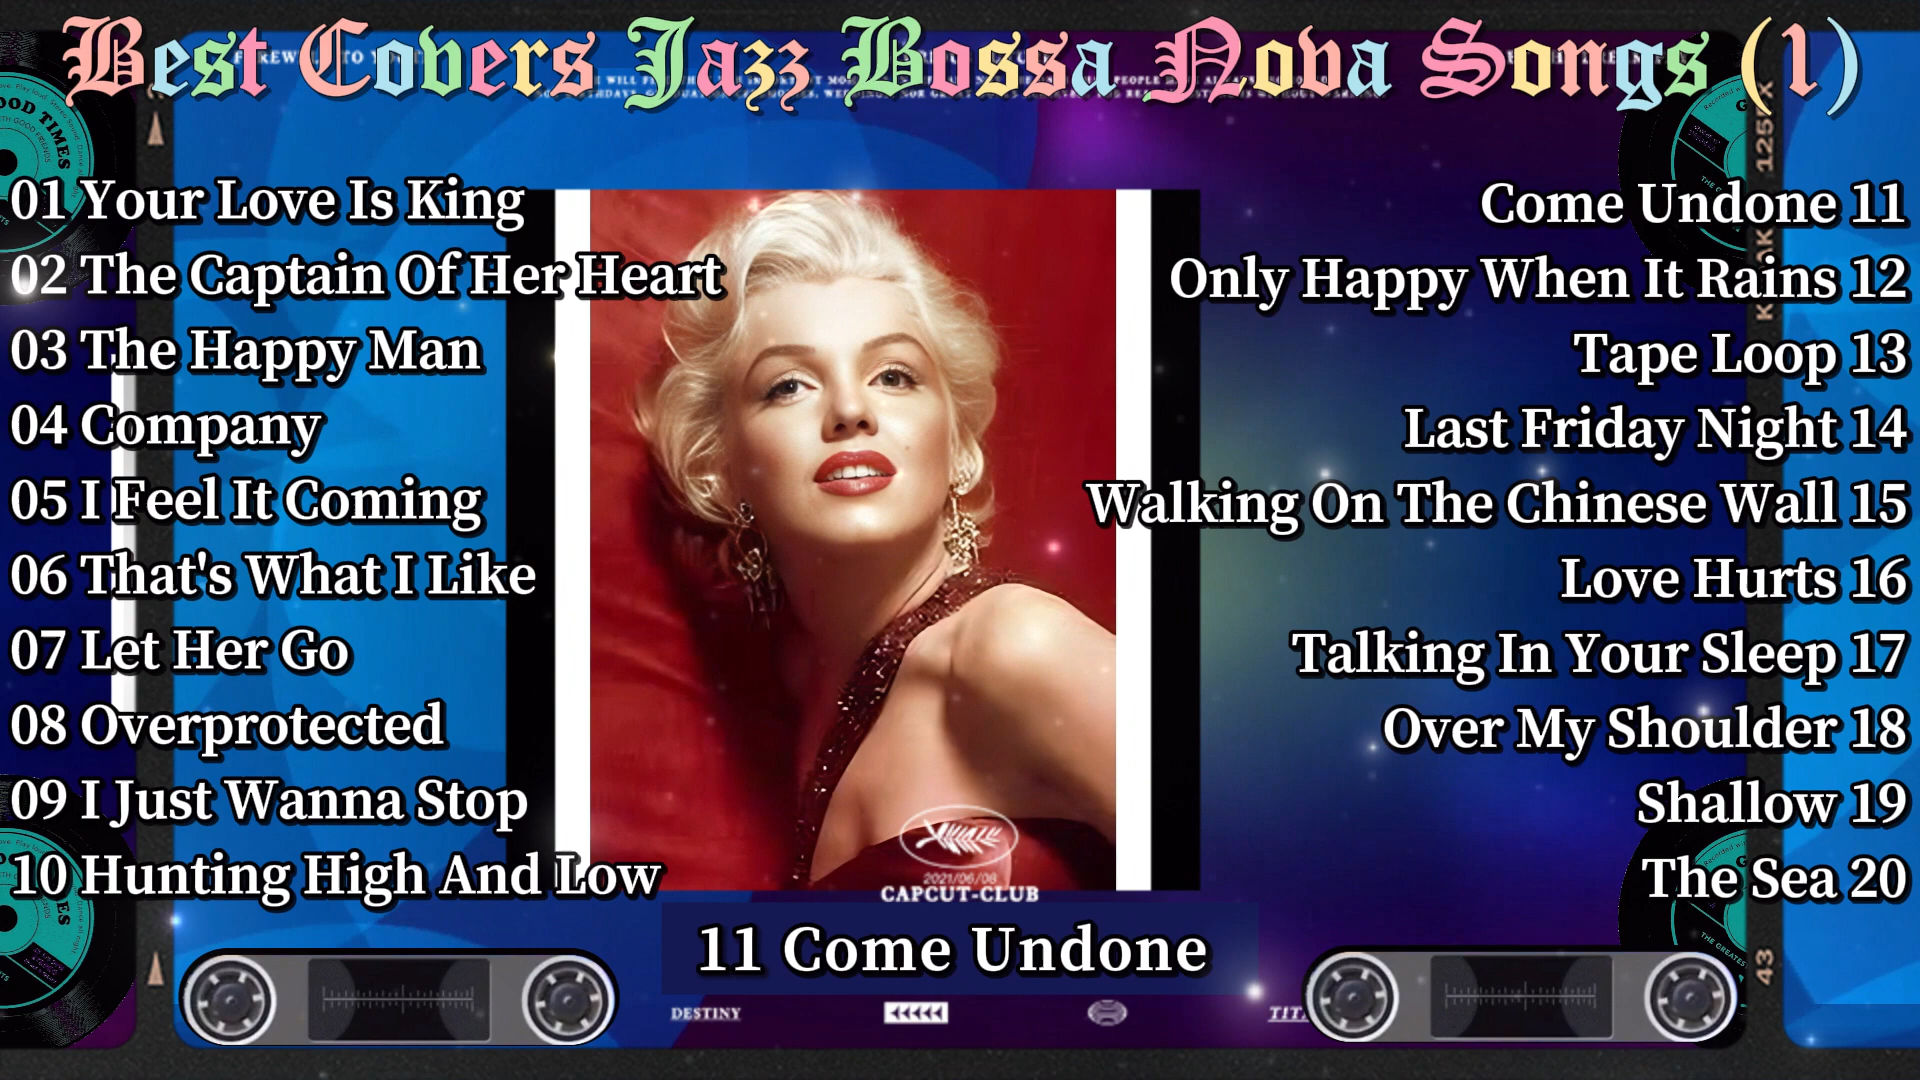 Best Covers Jazz Bossa Nova Songs (1)
01 Your Love Is King
02 The Captain Of Her Heart
03 The Happy Man
04 Company
05 I Feel It Coming
06 That's What I Like
07 Let Her Go
08 Overprotected
09 I Just Wanna Stop
10 Hunting High And Low
Come Undone 11
Only Happy When It Rains 12
Tape Loop 13
Last Friday Night 14
Walking On The Chinese Wall 15
Love Hurts 16
Talking In Your Sleep 17
Over My Shoulder 18
Shallow 19
The Sea 20
2021/06/08
CAPCUT-CLUB
11 Come Undone
DESTINY
43